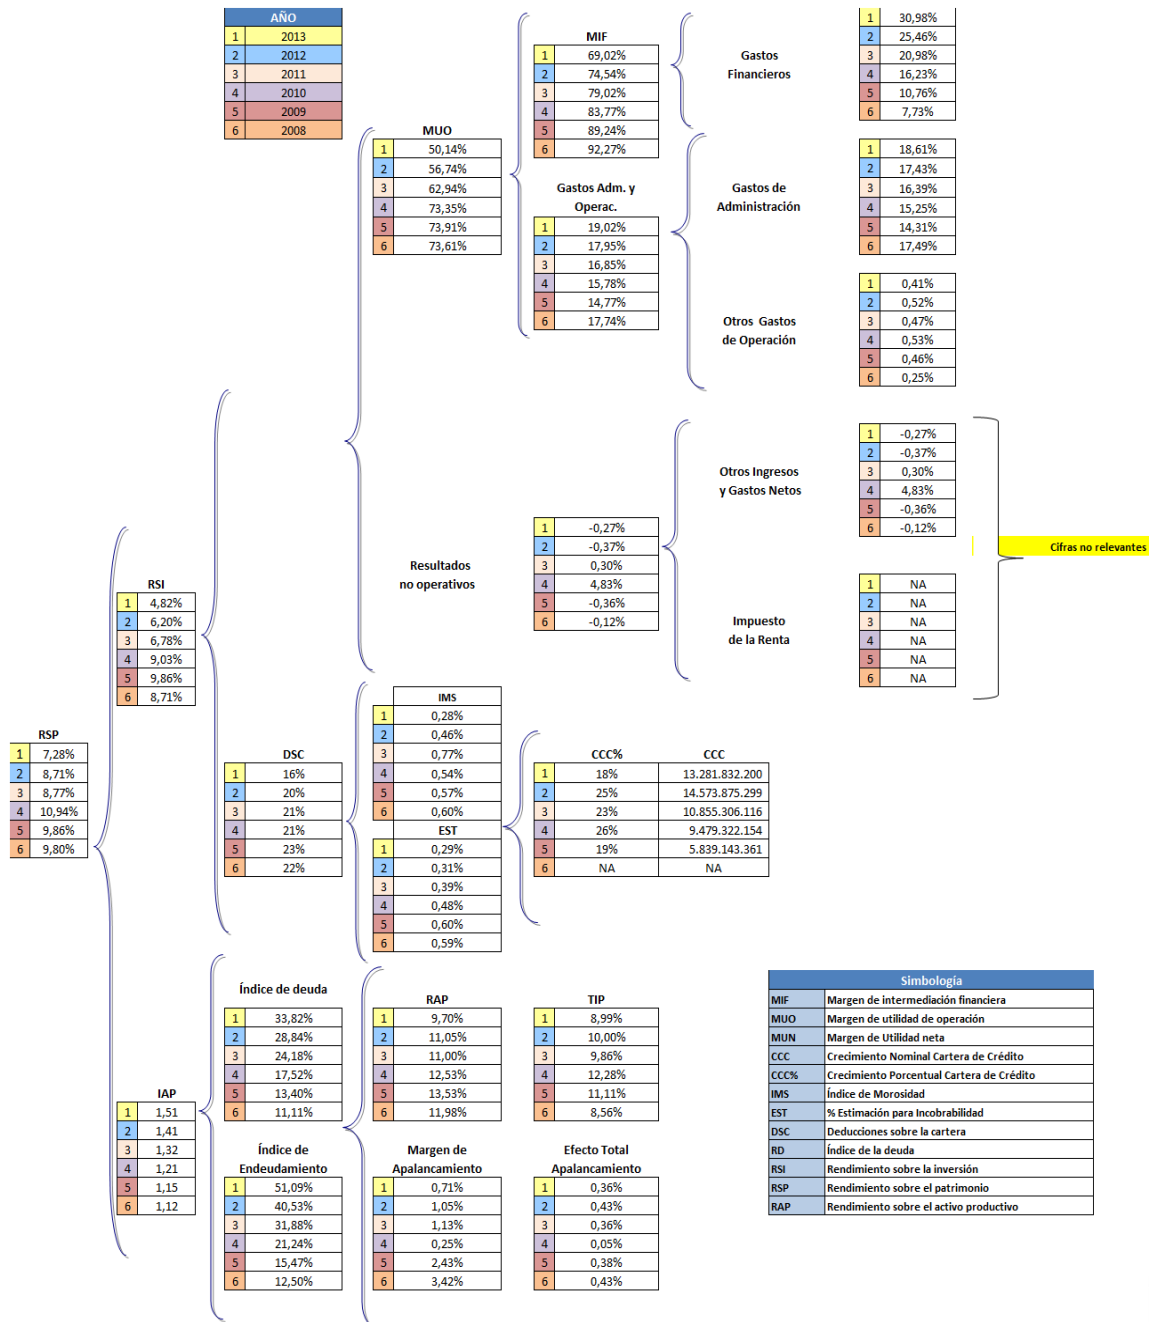 AÑO
1 2013
2 2012
3 2011
4 2010
5 2009
6 2008
MUO
1 50,14%
2 56,74%
3 62,94%
4 73,35%
5 73,91%
6 73,61%
MIF
1 69,02%
2 74,54%
3 79,02%
4 83,77%
5 89,24%
6 92,27%
Gastos Adm. y
Operac.
1 19,02%
2 17,95%
3 16,85%
4 15,78%
5 14,77%
6 17,74%
Gastos
Financieros
1 30,98%
2 25,46%
3 20,98%
4 16,23%
5 10,76%
6 7,73%
Gastos de
Administración
1 18,61%
2 17,43%
3 16,39%
4 15,25%
5 14,31%
6 17,49%
Otros Gastos
de Operación
1 0,41%
2 0,52%
3 0,47%
4 0,53%
5 0,46%
6 0,25%
Resultados
no operativos
1 -0,27%
2 -0,37%
3 0,30%
4 4,83%
5 -0,36%
6 -0,12%
Otros Ingresos
y Gastos Netos
1 -0,27%
2 -0,37%
3 0,30%
4 4,83%
5 -0,36%
6 -0,12%
Impuesto
de la Renta
1 NA
2 NA
3 NA
4 NA
5 NA
6 NA
Cifras no relevantes
RSI
1 4,82%
2 6,20%
3 6,78%
4 9,03%
5 9,86%
6 8,71%
RSP
1 7,28%
2 8,71%
3 8,77%
4 10,94%
5 9,86%
6 9,80%
DSC
1 16%
2 20%
3 21%
4 21%
5 23%
6 22%
IMS
1 0,28%
2 0,46%
3 0,77%
4 0,54%
5 0,57%
6 0,60%
EST
1 0,29%
2 0,31%
3 0,39%
4 0,48%
5 0,60%
6 0,59%
CCC% CCC
1 18% 13.281.832.200
2 25% 14.573.875.299
3 23% 10.855.306.116
4 26% 9.479.322.154
5 19% 5.839.143.361
6 NA NA
IAP
1 1,51
2 1,41
3 1,32
4 1,21
5 1,15
6 1,12
Índice de deuda
1 33,82%
2 28,84%
3 24,18%
4 17,52%
5 13,40%
6 11,11%
Índice de
Endeudamiento
1 51,09%
2 40,53%
3 31,88%
4 21,24%
5 15,47%
6 12,50%
RAP
1 9,70%
2 11,05%
3 11,00%
4 12,53%
5 13,53%
6 11,98%
Margen de
Apalancamiento
1 0,71%
2 1,05%
3 1,13%
4 0,25%
5 2,43%
6 3,42%
TIP
1 8,99%
2 10,00%
3 9,86%
4 12,28%
5 11,11%
6 8,56%
Efecto Total
Apalancamiento
1 0,36%
2 0,43%
3 0,36%
4 0,05%
5 0,38%
6 0,43%
Simbología
MIF Margen de intermediación financiera
MUO Margen de utilidad de operación
MUN Margen de Utilidad neta
CCC Crecimiento Nominal Cartera de Crédito
CCC% Crecimiento Porcentual Cartera de Crédito
IMS Índice de Morosidad
EST % Estimación para Incobrabilidad
DSC Deducciones sobre la cartera
RD Índice de la deuda
RSI Rendimiento sobre la inversión
RSP Rendimiento sobre el patrimonio
RAP Rendimiento sobre el activo productivo